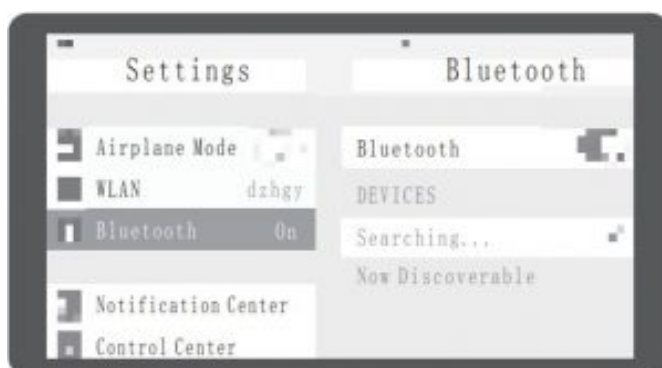 Settings
Airplane Mode
WLAN dzhgy
Bluetooth On
Notification Center
Control Center
Bluetooth
Bluetooth
DEVICES
Searching...
Now Discoverable